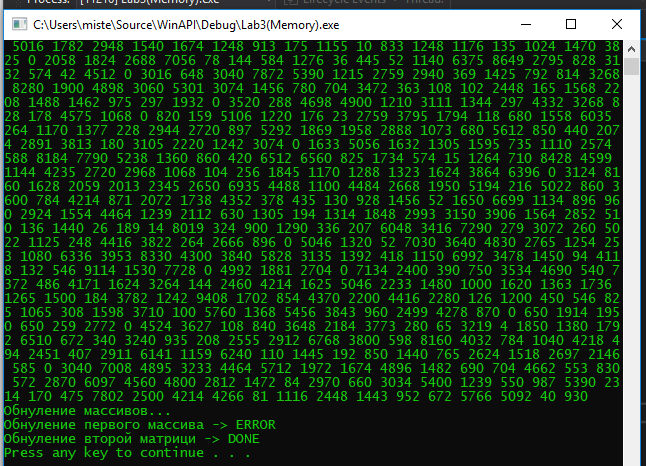 Process: [11216] Lab3(Memory).exe Lifecycle Events Thread:
C:\Users\miste\Source\WinAPI\Debug\Lab3(Memory).exe
5016 1782 2948 1540 1674 1248 913 175 1155 10 833 1248 1176 135 1024 1470 38
25 0 2058 1824 2688 7056 78 144 584 1276 36 445 52 1140 6375 8649 2795 828 31
32 574 42 4512 0 3016 648 3040 7872 5390 1215 2759 2940 369 1425 792 814 3268
8280 1900 4898 3060 5301 3074 1456 780 704 3472 363 108 102 2448 165 1568 22
08 1488 1462 975 297 1932 0 3520 288 4698 4900 1210 3111 1344 297 4332 3268 8
28 178 4575 1068 0 820 159 5106 1220 176 23 2759 3795 1794 118 680 1558 6035
264 1170 1377 228 2944 2720 897 5292 1869 1958 2888 1073 680 5612 850 440 207
4 2891 3813 180 3105 2220 1242 3074 0 1633 5056 1632 1305 1595 735 1110 2574
588 8184 7790 5238 1360 860 420 6512 6560 825 1734 574 15 1264 710 8428 4599
1144 4235 2720 2968 1068 104 256 1845 1170 1288 1323 1624 3864 6396 0 3124 81
60 1628 2059 2013 2345 2650 6935 4488 1100 4484 2668 1950 5194 216 5022 860 3
600 784 4214 871 2072 1738 4352 378 435 130 928 1456 52 1650 6699 1134 896 96
0 2924 1554 4464 1239 2112 630 1305 194 1314 1848 2993 3150 3906 1564 2852 51
0 136 1440 26 189 14 8019 324 900 1290 336 207 6048 3416 7290 279 3072 260 50
22 1125 248 4416 3822 264 2666 896 0 5046 1320 52 7030 3640 4830 2765 1254 25
3 1080 6336 3953 8330 4300 3840 5828 3135 1392 418 1150 6992 3478 1450 94 411
8 132 546 9114 1530 7728 0 4992 1881 2704 0 7134 2400 390 750 3534 4690 540 7
372 486 4171 1624 3264 144 2460 4214 1625 5046 2233 1480 1000 1620 1363 1736
1265 1500 184 3782 1242 9408 1702 854 4370 2200 4416 2280 126 1200 450 546 82
5 1065 308 1598 3710 100 5760 1368 5456 3843 960 2499 4278 870 0 650 1914 195
0 650 259 2772 0 4524 3627 108 840 3648 2184 3773 280 65 3219 4 1850 1380 179
2 6510 672 340 3240 935 208 2555 2912 6768 3800 598 8160 4032 784 1040 4218 4
94 2451 407 2911 6141 1159 6240 110 1445 192 850 1440 765 2624 1518 2697 2146
585 0 3040 7008 4895 3233 4464 5712 1972 1674 4896 1482 690 704 4662 553 830
572 2870 6097 4560 4800 2812 1472 84 2970 660 3034 5400 1239 550 987 5390 23
14 170 475 7802 2500 4214 4266 81 1116 2448 1443 952 672 5766 5092 40 930
Обнуление массивов...
Обнуление первого массива -> ERROR
Обнуление второй матрици -> DONE
Press any key to continue . . .